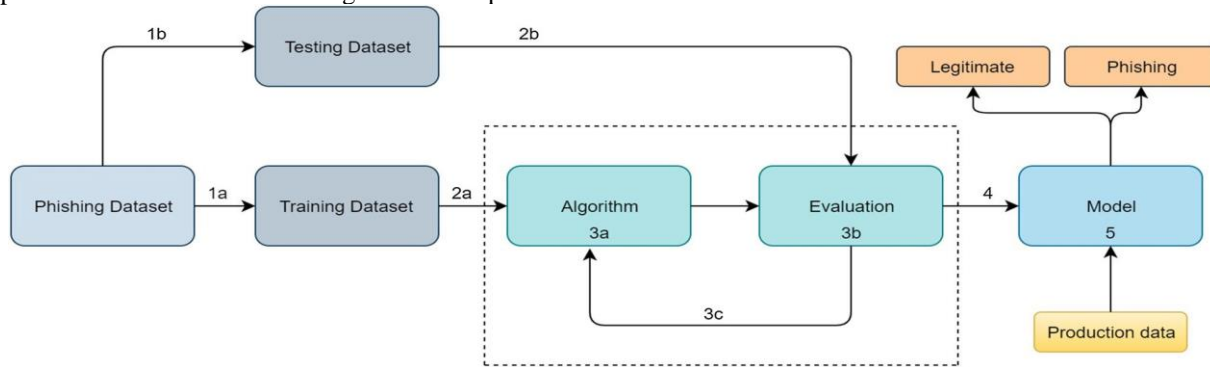 1b
Testing Dataset
2b
Legitimate
Phishing
Phishing Dataset
1a
Training Dataset
2a
Algorithm
3a
Evaluation
3b
4
Model
5
3c
Production data